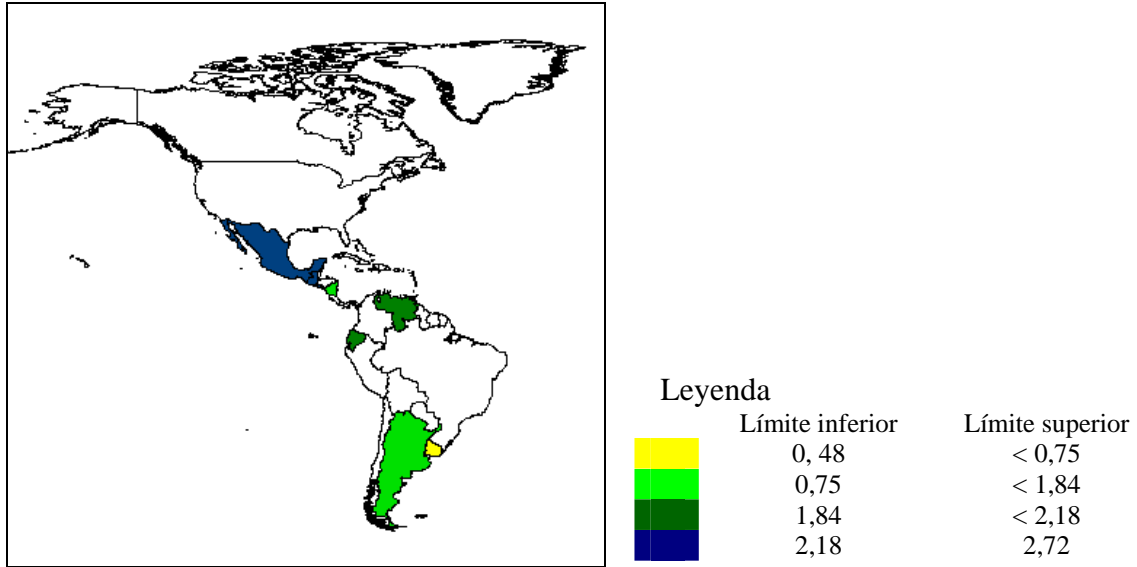 Leyenda
Límite inferior Límite superior
0, 48 < 0,75
0,75 < 1,84
1,84 < 2,18
2,18 2,72